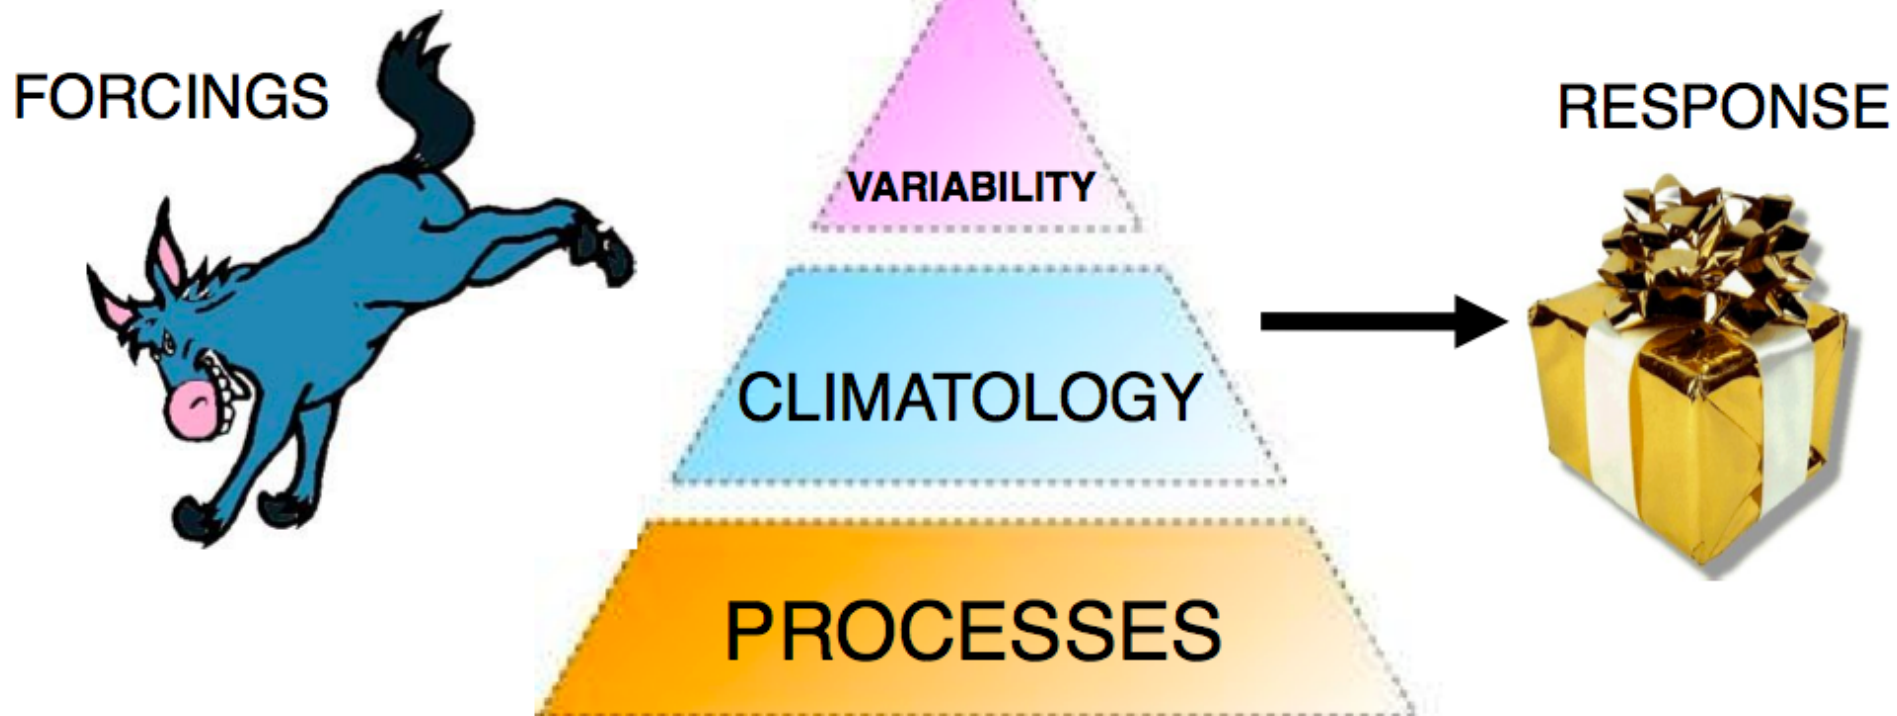 FORCINGS
RESPONSE
VARIABILITY
CLIMATOLOGY
PROCESSES